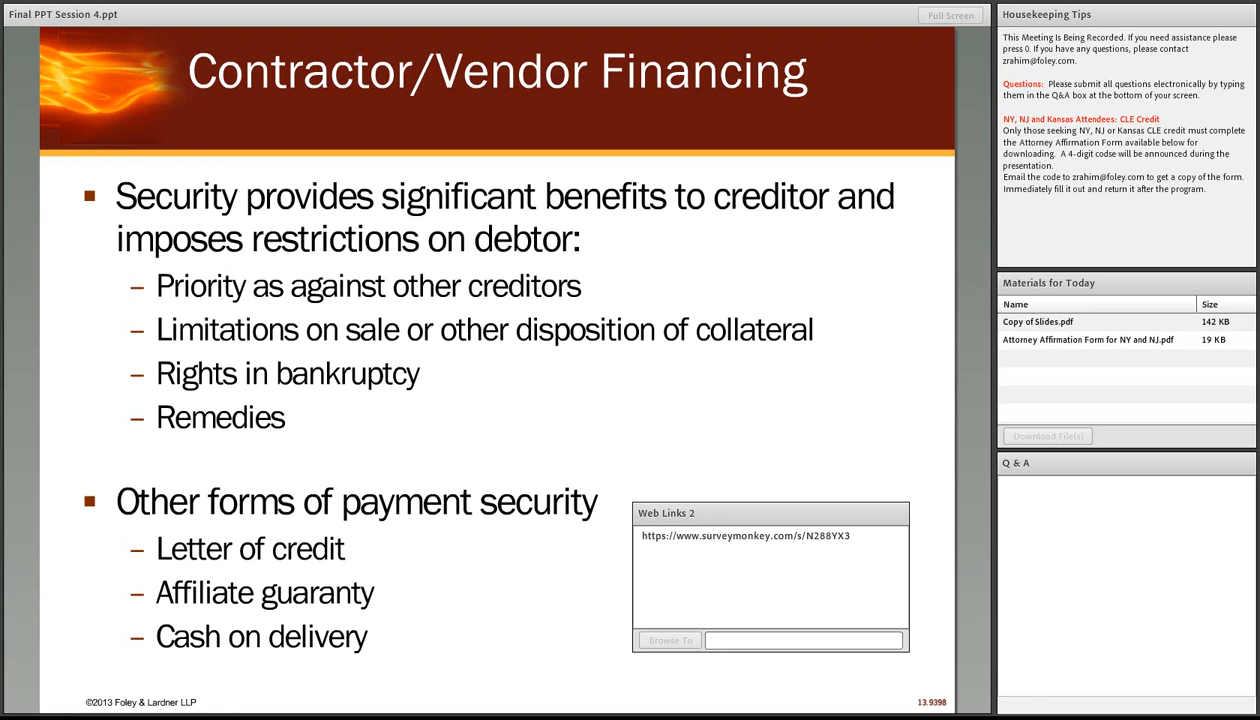 Final PPT Session 4.ppt
Full Screen
Contractor/Vendor Financing
▪ Security provides significant benefits to creditor and
imposes restrictions on debtor:
– Priority as against other creditors
– Limitations on sale or other disposition of collateral
– Rights in bankruptcy
– Remedies
▪ Other forms of payment security
– Letter of credit
– Affiliate guaranty
– Cash on delivery
Web Links 2
https://www.surveymonkey.com/s/N288YX3
Browse To
©2013 Foley & Lardner LLP
13.9398
Housekeeping Tips
This Meeting Is Being Recorded. If you need assistance please
press 0. If you have any questions, please contact
zrahim@foley.com.
Questions: Please submit all questions electronically by typing
them in the Q&A box at the bottom of your screen.
NY, NJ and Kansas Attendees: CLE Credit
Only those seeking NY, NJ or Kansas CLE credit must complete
the Attorney Affirmation Form available below for
downloading. A 4-digit codse will be announced during the
presentation.
Email the code to zrahim@foley.com to get a copy of the form.
Immediately fill it out and return it after the program.
Materials for Today
Name Size
Copy of Slides.pdf 142 KB
Attorney Affirmation Form for NY and NJ.pdf 19 KB
Download File(s)
Q & A